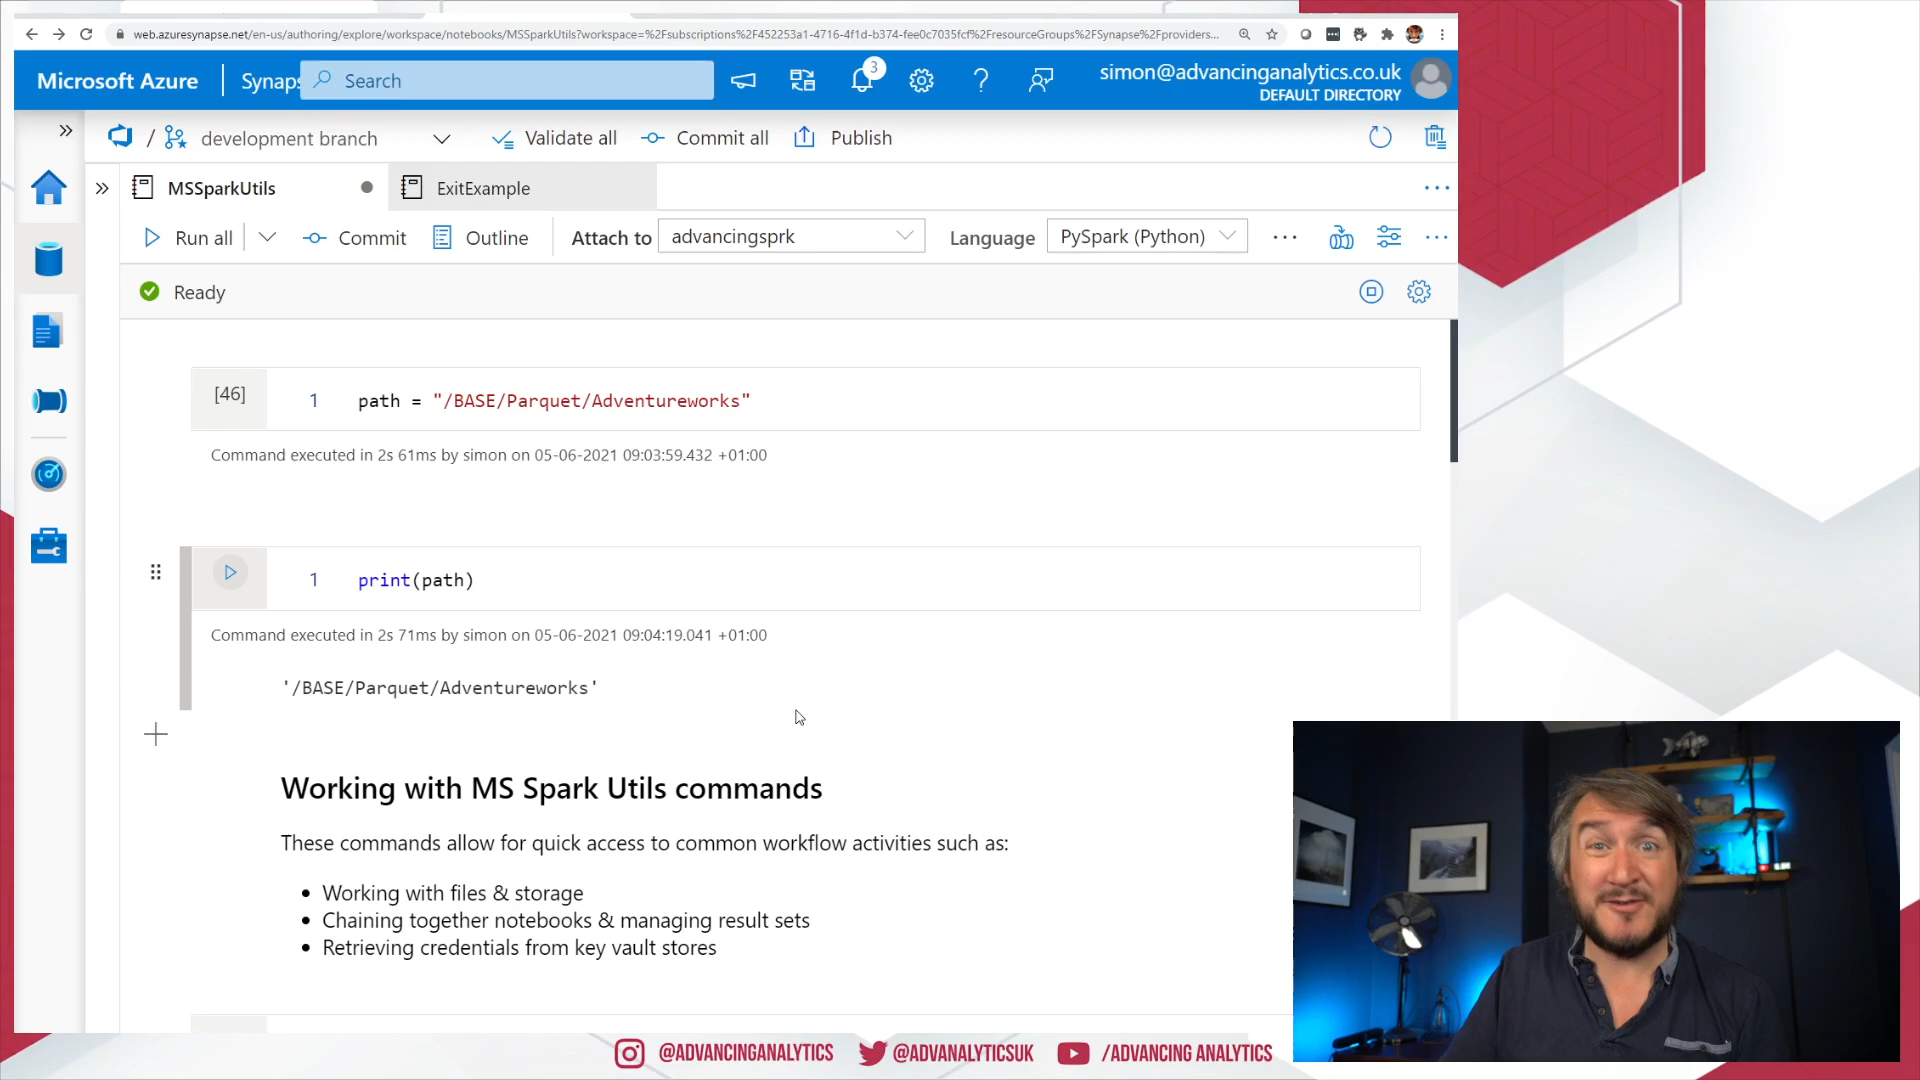 web.azuresynapse.net/en-us/authoring/explore/workspace/notebooks/MSSparkUtils?workspace=%2Fsubscriptions%2F452253a1-4716-4f1d-b374-fee0c7035fcf%2FresourceGroups%2FSynapse%2Fproviders...
Microsoft Azure
Synaps
Search
3
simon@advancinganalytics.co.uk
DEFAULT DIRECTORY
/ development branch
Validate all
Commit all
Publish
MSSparkUtils
ExitExample
Run all
Commit
Outline
Attach to
advancingsprk
Language
PySpark (Python)
Ready
[46]
1 path = "/BASE/Parquet/Adventureworks"
Command executed in 2s 61ms by simon on 05-06-2021 09:03:59.432 +01:00
1 print(path)
Command executed in 2s 71ms by simon on 05-06-2021 09:04:19.041 +01:00
'/BASE/Parquet/Adventureworks'
Working with MS Spark Utils commands
These commands allow for quick access to common workflow activities such as:
• Working with files & storage
• Chaining together notebooks & managing result sets
• Retrieving credentials from key vault stores
@ADVANCINGANALYTICS
@ADVANALYTICSUK
/ADVANCING ANALYTICS